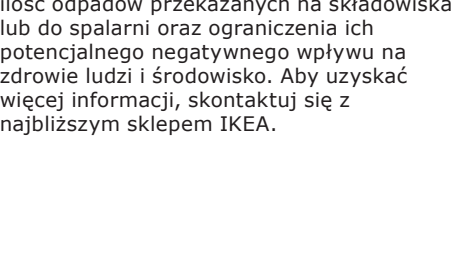 ilość odpadów przekazanych na składowiska
lub do spalarni oraz ograniczenia ich
potencjalnego negatywnego wpływu na
zdrowie ludzi i środowisko. Aby uzyskać
więcej informacji, skontaktuj się z
najbliższym sklepem IKEA.